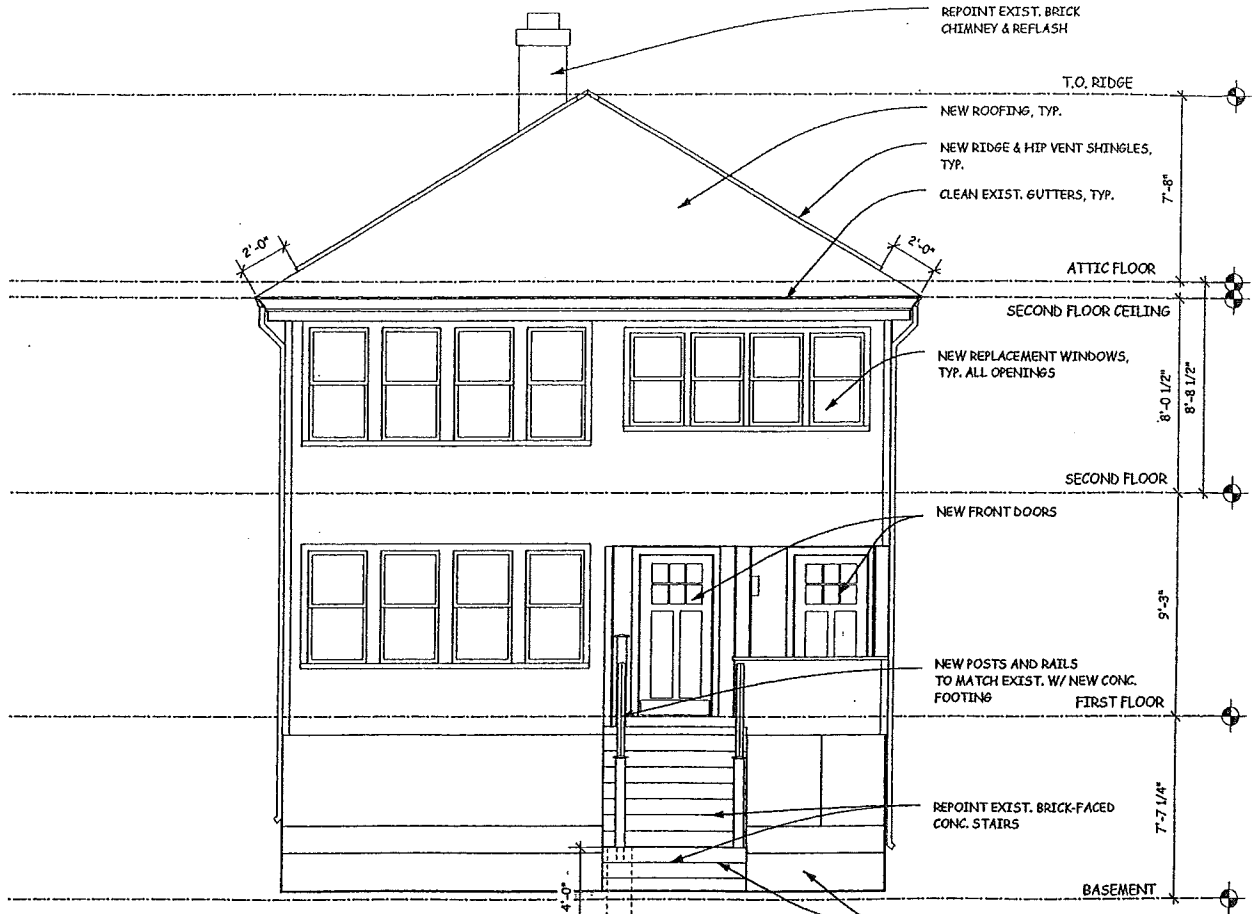 REPOINT EXIST. BRICK
CHIMNEY & REFLASH
T.O. RIDGE
NEW ROOFING, TYP.
NEW RIDGE & HIP VENT SHINGLES,
TYP.
7'-8"
CLEAN EXIST. GUTTERS, TYP.
2'-0"
2'-0"
ATTIC FLOOR
SECOND FLOOR CEILING
NEW REPLACEMENT WINDOWS,
TYP. ALL OPENINGS
8'-0 1/2"
8'-8 1/2"
SECOND FLOOR
NEW FRONT DOORS
9'-3"
NEW POSTS AND RAILS
TO MATCH EXIST. W/ NEW CONC.
FOOTING
FIRST FLOOR
REPOINT EXIST. BRICK-FACED
CONC. STAIRS
7'-7 1/4"
4'-0"
BASEMENT